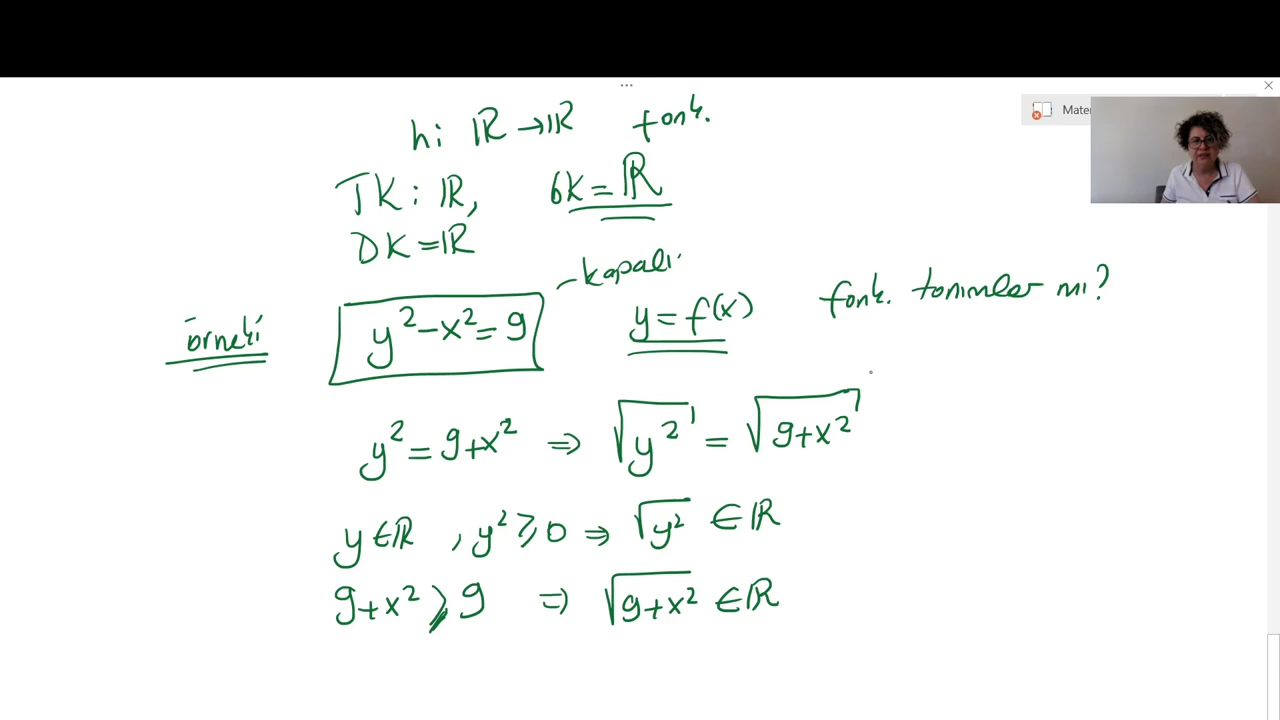 h: ℝ → ℝ fonk.
TK: ℝ, GK = ℝ
DK = ℝ
kapalı
örnek: y² - x² = 9 y = f(x) fonk. tanımlar mı?
y² = 9 + x² ⇒ √y² = √9+x²
y ∈ ℝ, y² ≥ 0 ⇒ √y² ∈ ℝ
9 + x² ≥ 9 ⇒ √9+x² ∈ ℝ